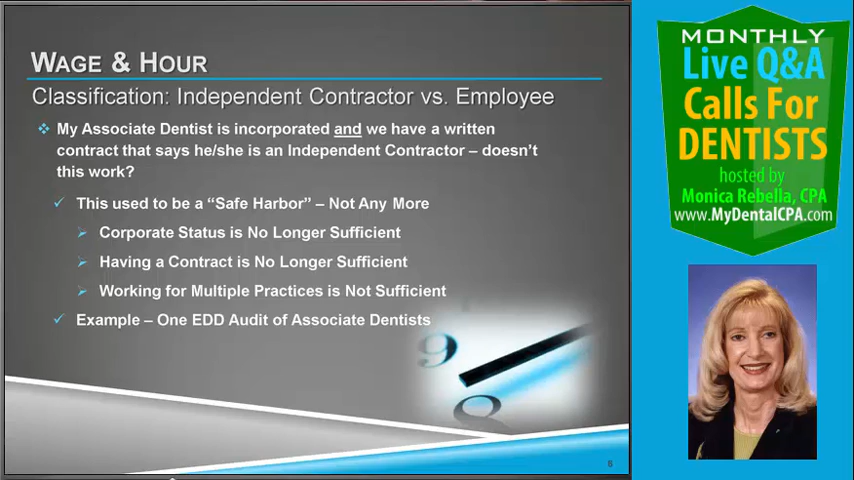 WAGE & HOUR
Classification: Independent Contractor vs. Employee
My Associate Dentist is incorporated and we have a written
contract that says he/she is an Independent Contractor – doesn't
this work?
This used to be a "Safe Harbor" – Not Any More
Corporate Status is No Longer Sufficient
Having a Contract is No Longer Sufficient
Working for Multiple Practices is Not Sufficient
Example – One EDD Audit of Associate Dentists
9
8
MONTHLY
Live Q&A
Calls For
DENTISTS
hosted by
Monica Rebella, CPA
www.MyDentalCPA.com